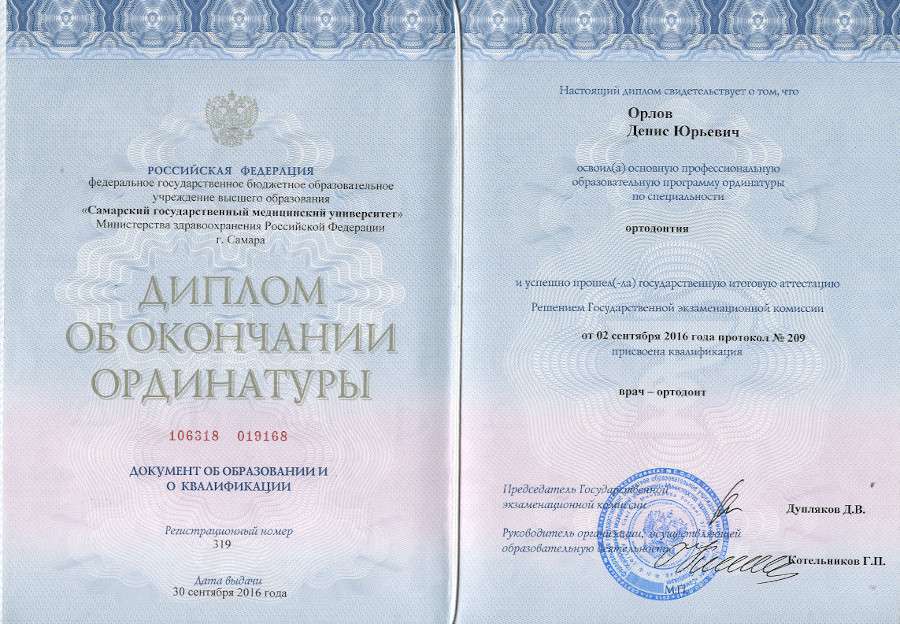 РОССИЙСКАЯ ФЕДЕРАЦИЯ
федеральное государственное бюджетное образовательное
учреждение высшего образования
«Самарский государственный медицинский университет»
Министерства здравоохранения Российской Федерации
г. Самара
ДИПЛОМ
ОБ ОКОНЧАНИИ
ОРДИНАТУРЫ
106318 019168
ДОКУМЕНТ ОБ ОБРАЗОВАНИИ И
О КВАЛИФИКАЦИИ
Регистрационный номер
319
Дата выдачи
30 сентября 2016 года
Настоящий диплом свидетельствует о том, что
Орлов
Денис Юрьевич
освоил(а) основную профессиональную
образовательную программу ординатуры
по специальности
ортодонтия
и успешно прошел(-ла) государственную итоговую аттестацию
Решением Государственной экзаменационной комиссии
от 02 сентября 2016 года протокол № 209
присвоена квалификация
врач – ортодонт
Председатель Государственной
экзаменационной комиссии
Дупляков Д.В.
Руководитель организации, осуществляющей
образовательную деятельность
Котельников Г.П.
М.П.